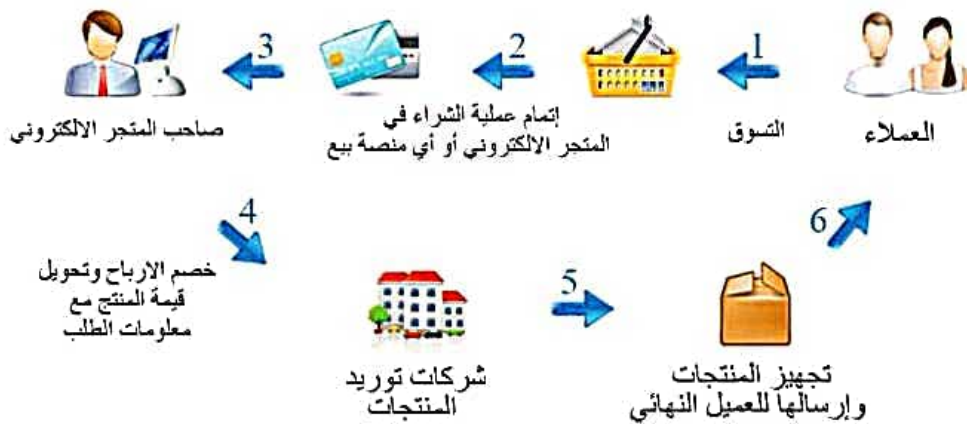 العملاء
1
التسوق
2
إتمام عملية الشراء في
المتجر الالكتروني أو أي منصة بيع
3
صاحب المتجر الالكتروني
4
خصم الارباح وتحويل
قيمة المنتج مع
معلومات الطلب
شركات توريد
المنتجات
5
تجهيز المنتجات
وإرسالها للعميل النهائي
6